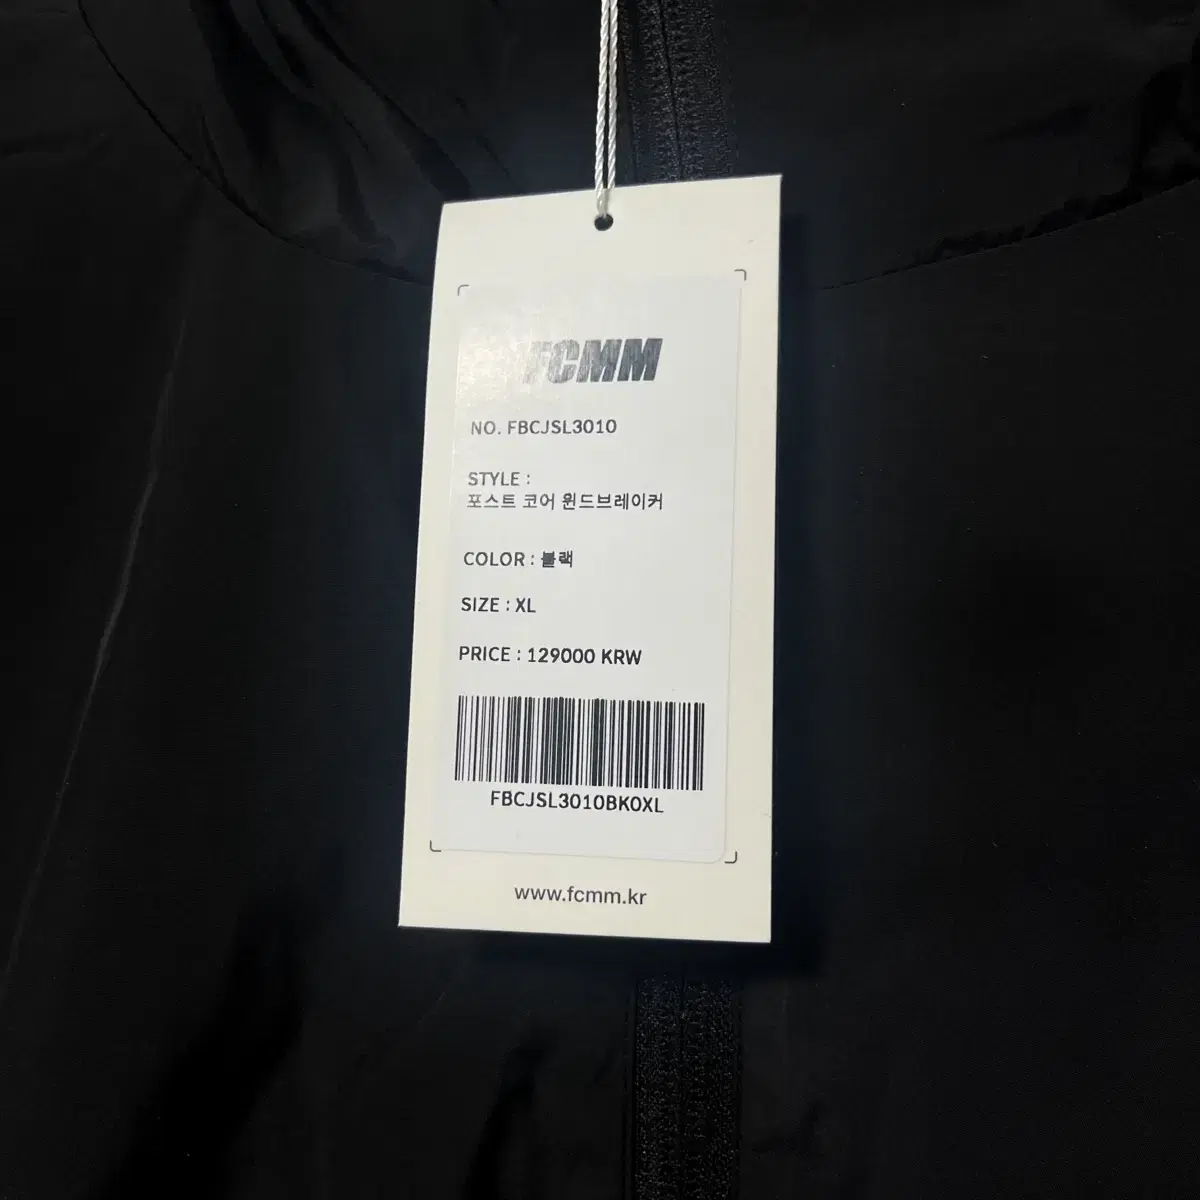 FCMM
NO. FBCJSL3010
STYLE :
포스트 코어 윈드브레이커
COLOR : 블랙
SIZE : XL
PRICE : 129000 KRW
FBCJSL3010BK0XL
www.fcmm.kr